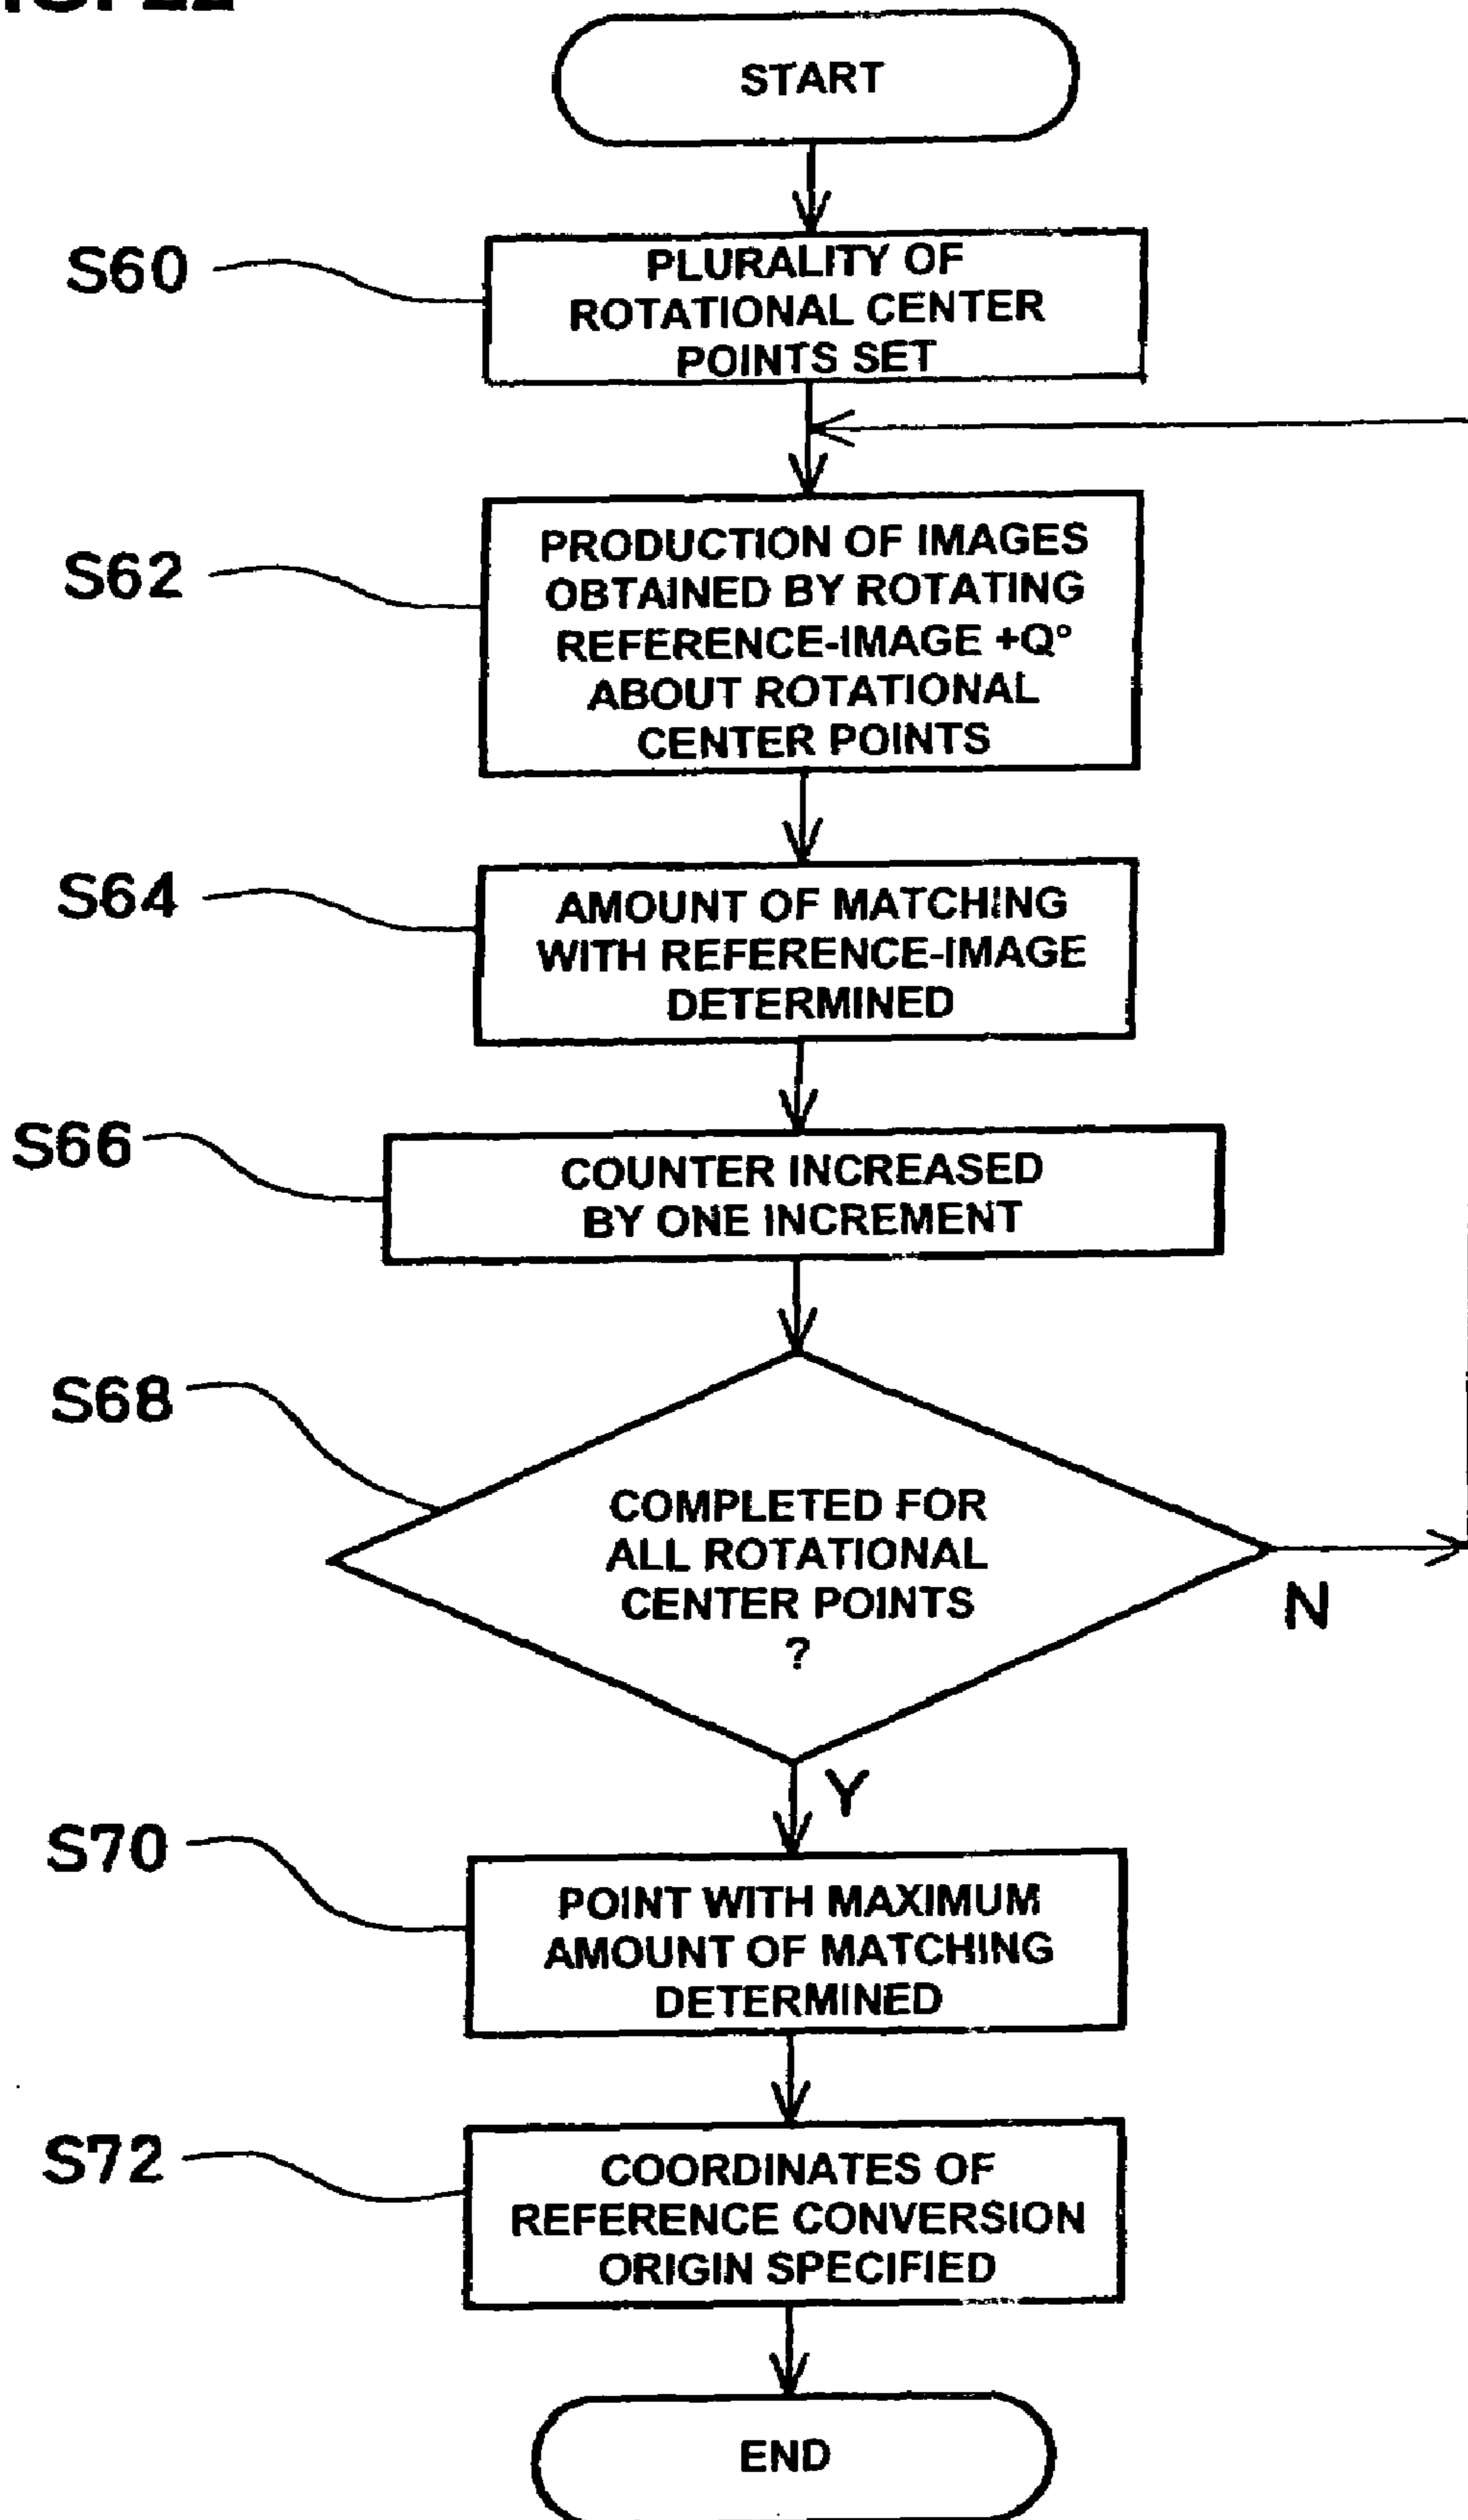 START
S60
PLURALITY OF
ROTATIONAL CENTER
POINTS SET
S62
PRODUCTION OF IMAGES
OBTAINED BY ROTATING
REFERENCE-IMAGE +Q°
ABOUT ROTATIONAL
CENTER POINTS
S64
AMOUNT OF MATCHING
WITH REFERENCE-IMAGE
DETERMINED
S66
COUNTER INCREASED
BY ONE INCREMENT
S68
COMPLETED FOR
ALL ROTATIONAL
CENTER POINTS
?
N
Y
S70
POINT WITH MAXIMUM
AMOUNT OF MATCHING
DETERMINED
S72
COORDINATES OF
REFERENCE CONVERSION
ORIGIN SPECIFIED
END